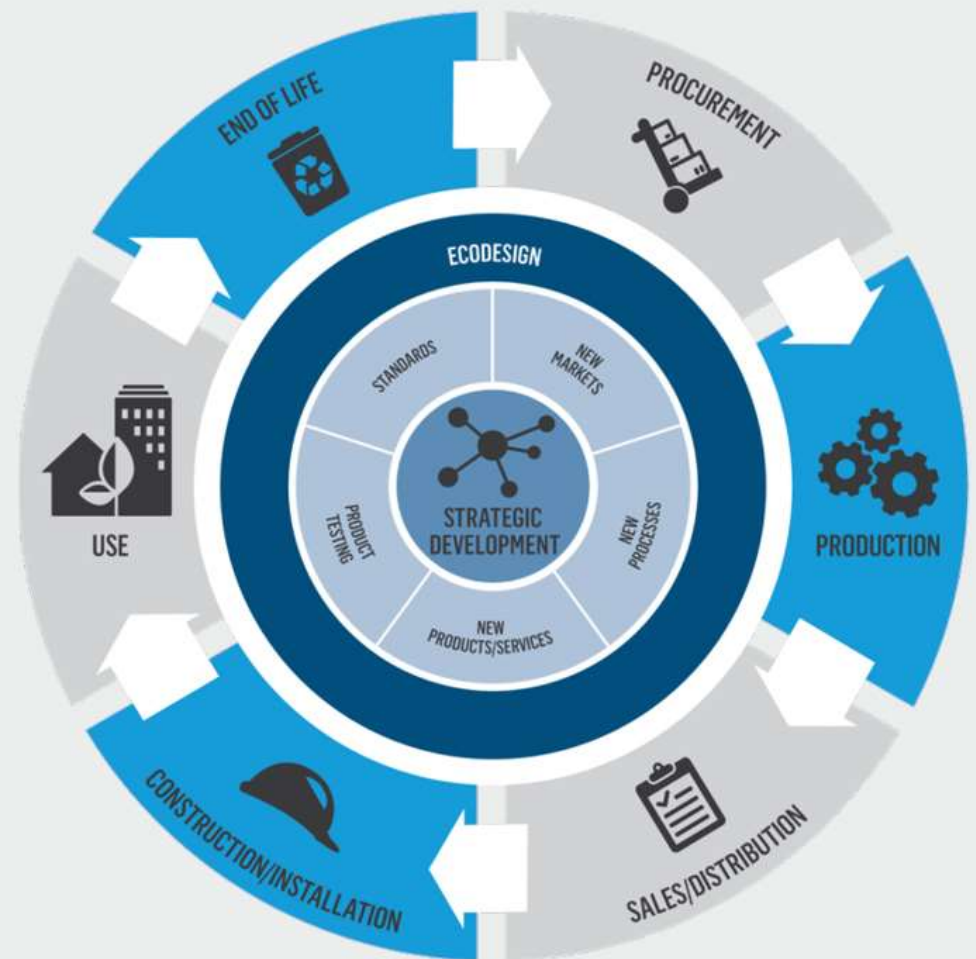 END OF LIFE
PROCUREMENT
PRODUCTION
SALES/DISTRIBUTION
CONSTRUCTION/INSTALLATION
USE
ECODESIGN
STANDARDS
NEW
MARKETS
NEW
PROCESSES
NEW
PRODUCTS/SERVICES
PRODUCT
TESTING
STRATEGIC
DEVELOPMENT